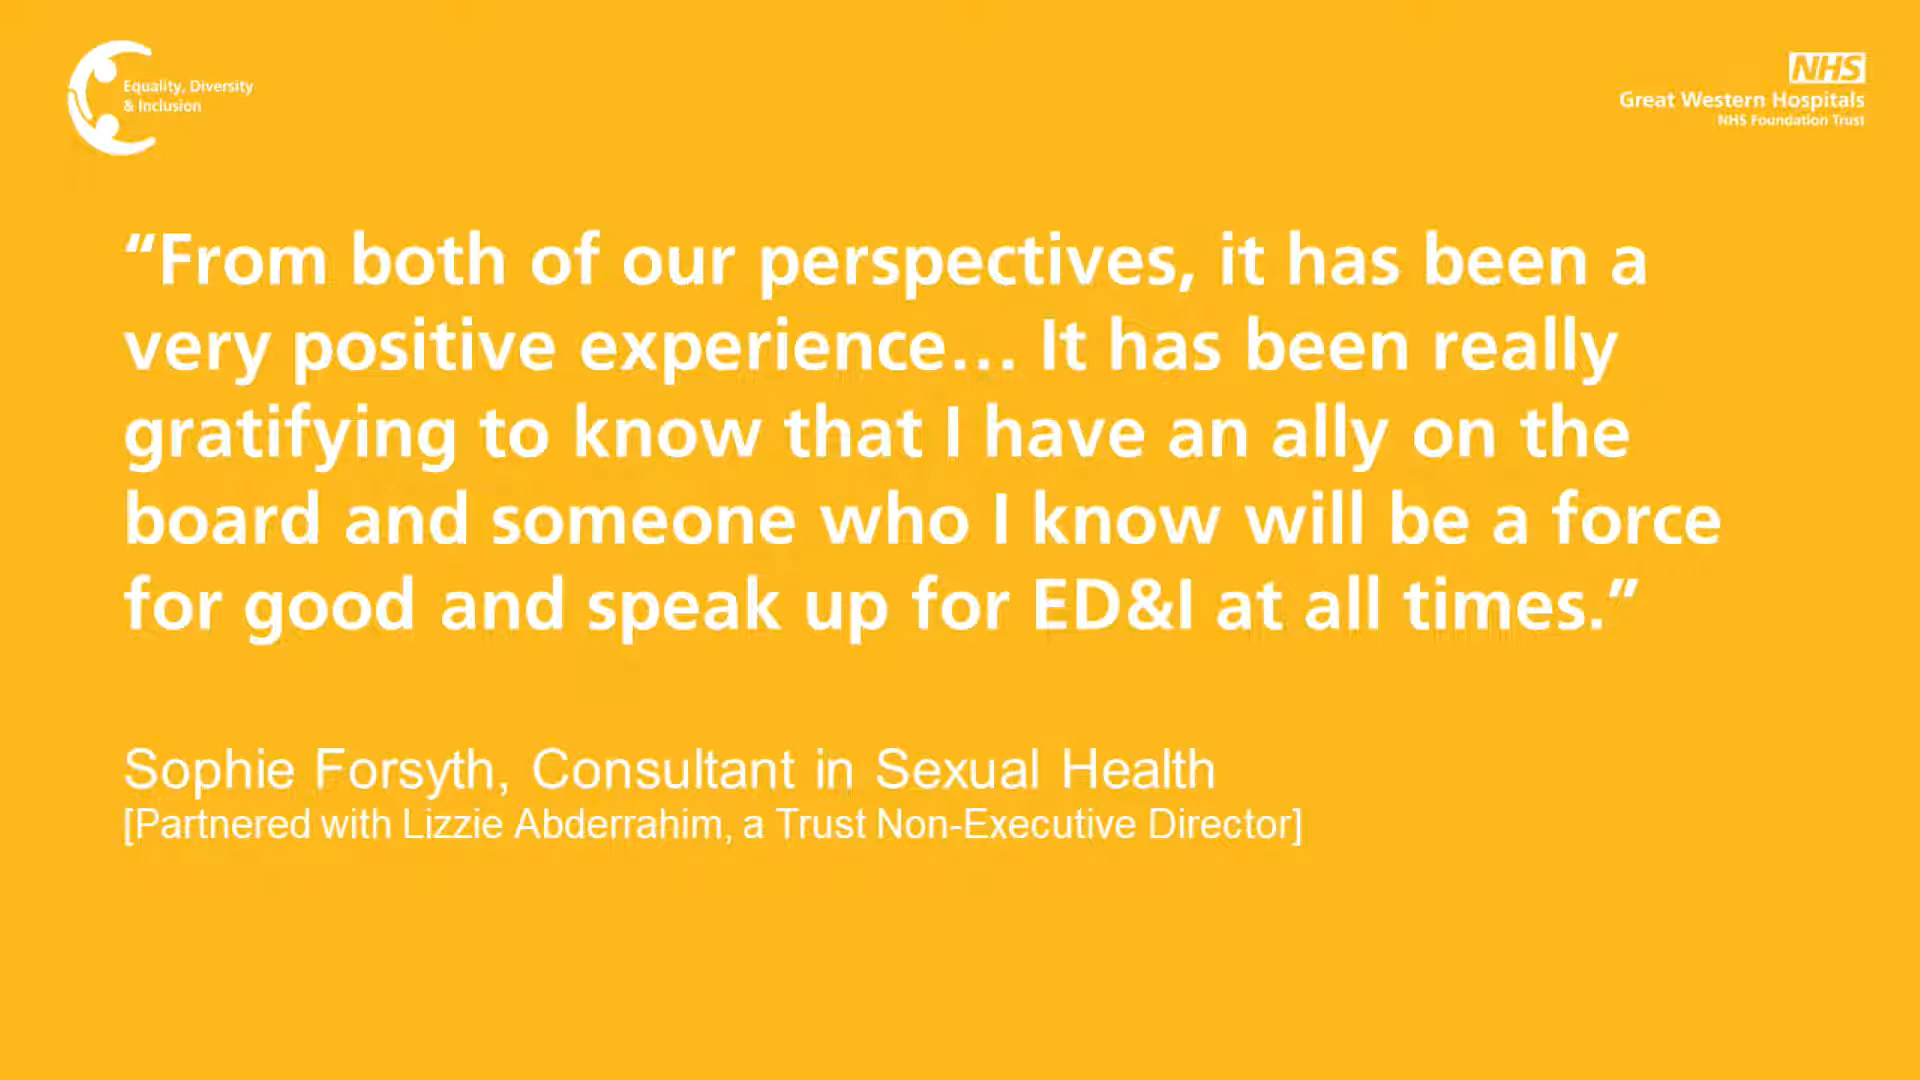 Equality, Diversity
& Inclusion
NHS
Great Western Hospitals
NHS Foundation Trust
“From both of our perspectives, it has been a
very positive experience… It has been really
gratifying to know that I have an ally on the
board and someone who I know will be a force
for good and speak up for ED&I at all times.”
Sophie Forsyth, Consultant in Sexual Health
[Partnered with Lizzie Abderrahim, a Trust Non-Executive Director]